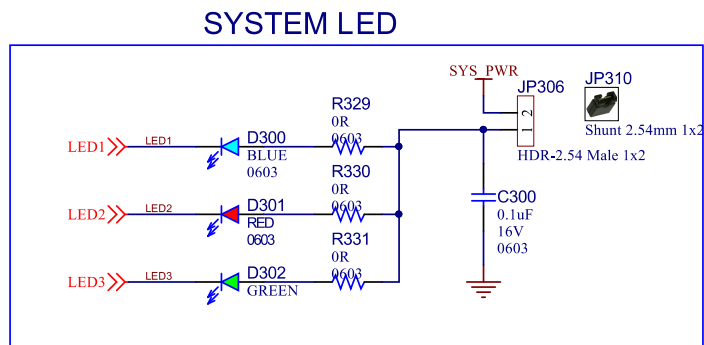 SYSTEM LED
SYS_PWR
JP306
2
1
HDR-2.54 Male 1x2
JP310
Shunt 2.54mm 1x2
LED1
LED1
D300
BLUE
0603
R329
0R
0603
LED2
LED2
D301
RED
0603
R330
0R
0603
LED3
LED3
D302
GREEN
R331
0R
0603
C300
0.1uF
16V
0603